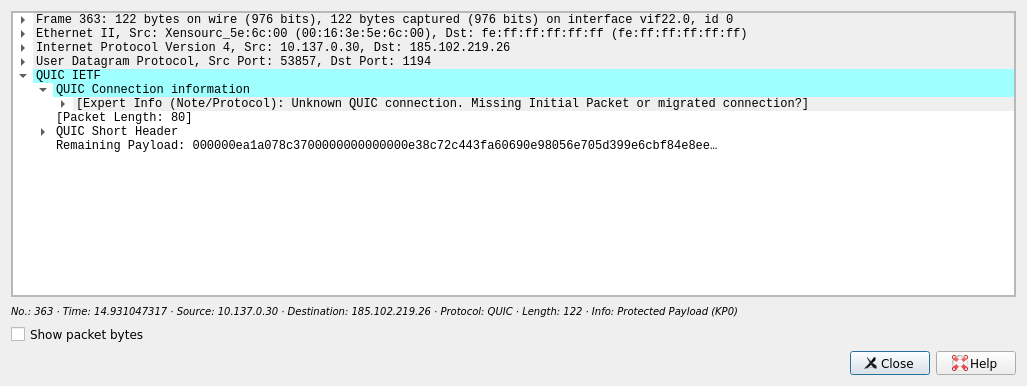 Frame 363: 122 bytes on wire (976 bits), 122 bytes captured (976 bits) on interface vif22.0, id 0
Ethernet II, Src: Xensourc_5e:6c:00 (00:16:3e:5e:6c:00), Dst: fe:ff:ff:ff:ff:ff (fe:ff:ff:ff:ff:ff)
Internet Protocol Version 4, Src: 10.137.0.30, Dst: 185.102.219.26
User Datagram Protocol, Src Port: 53857, Dst Port: 1194
QUIC IETF
QUIC Connection information
[Expert Info (Note/Protocol): Unknown QUIC connection. Missing Initial Packet or migrated connection?]
[Packet Length: 80]
QUIC Short Header
Remaining Payload: 000000ea1a078c3700000000000000e38c72c443fa60690e98056e705d399e6cbf84e8ee…
No.: 363 · Time: 14.931047317 · Source: 10.137.0.30 · Destination: 185.102.219.26 · Protocol: QUIC · Length: 122 · Info: Protected Payload (KP0)
Show packet bytes
Close
Help